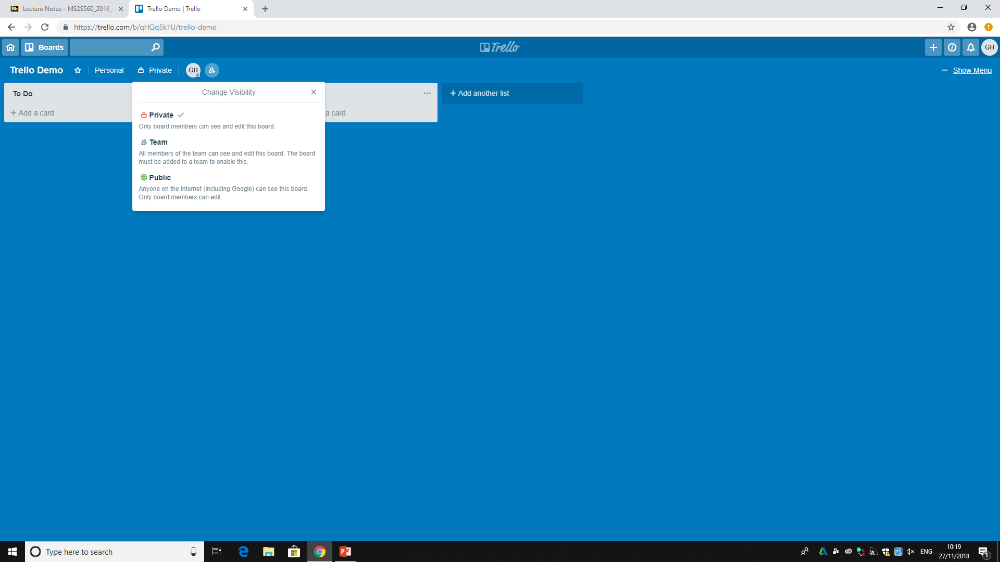 Lecture Notes – MS2S560_2018_
Trello Demo | Trello
https://trello.com/b/qHQq5k1U/trello-demo
Boards
Trello
GH
Trello Demo
Personal
Private
GH
Show Menu
To Do
Add a card
Change Visibility
Private
Only board members can see and edit this board.
Team
All members of the team can see and edit this board. The board
must be added to a team to enable this.
Public
Anyone on the internet (including Google) can see this board.
Only board members can edit.
a card
Add another list
Type here to search
ENG
10:19
27/11/2018
1